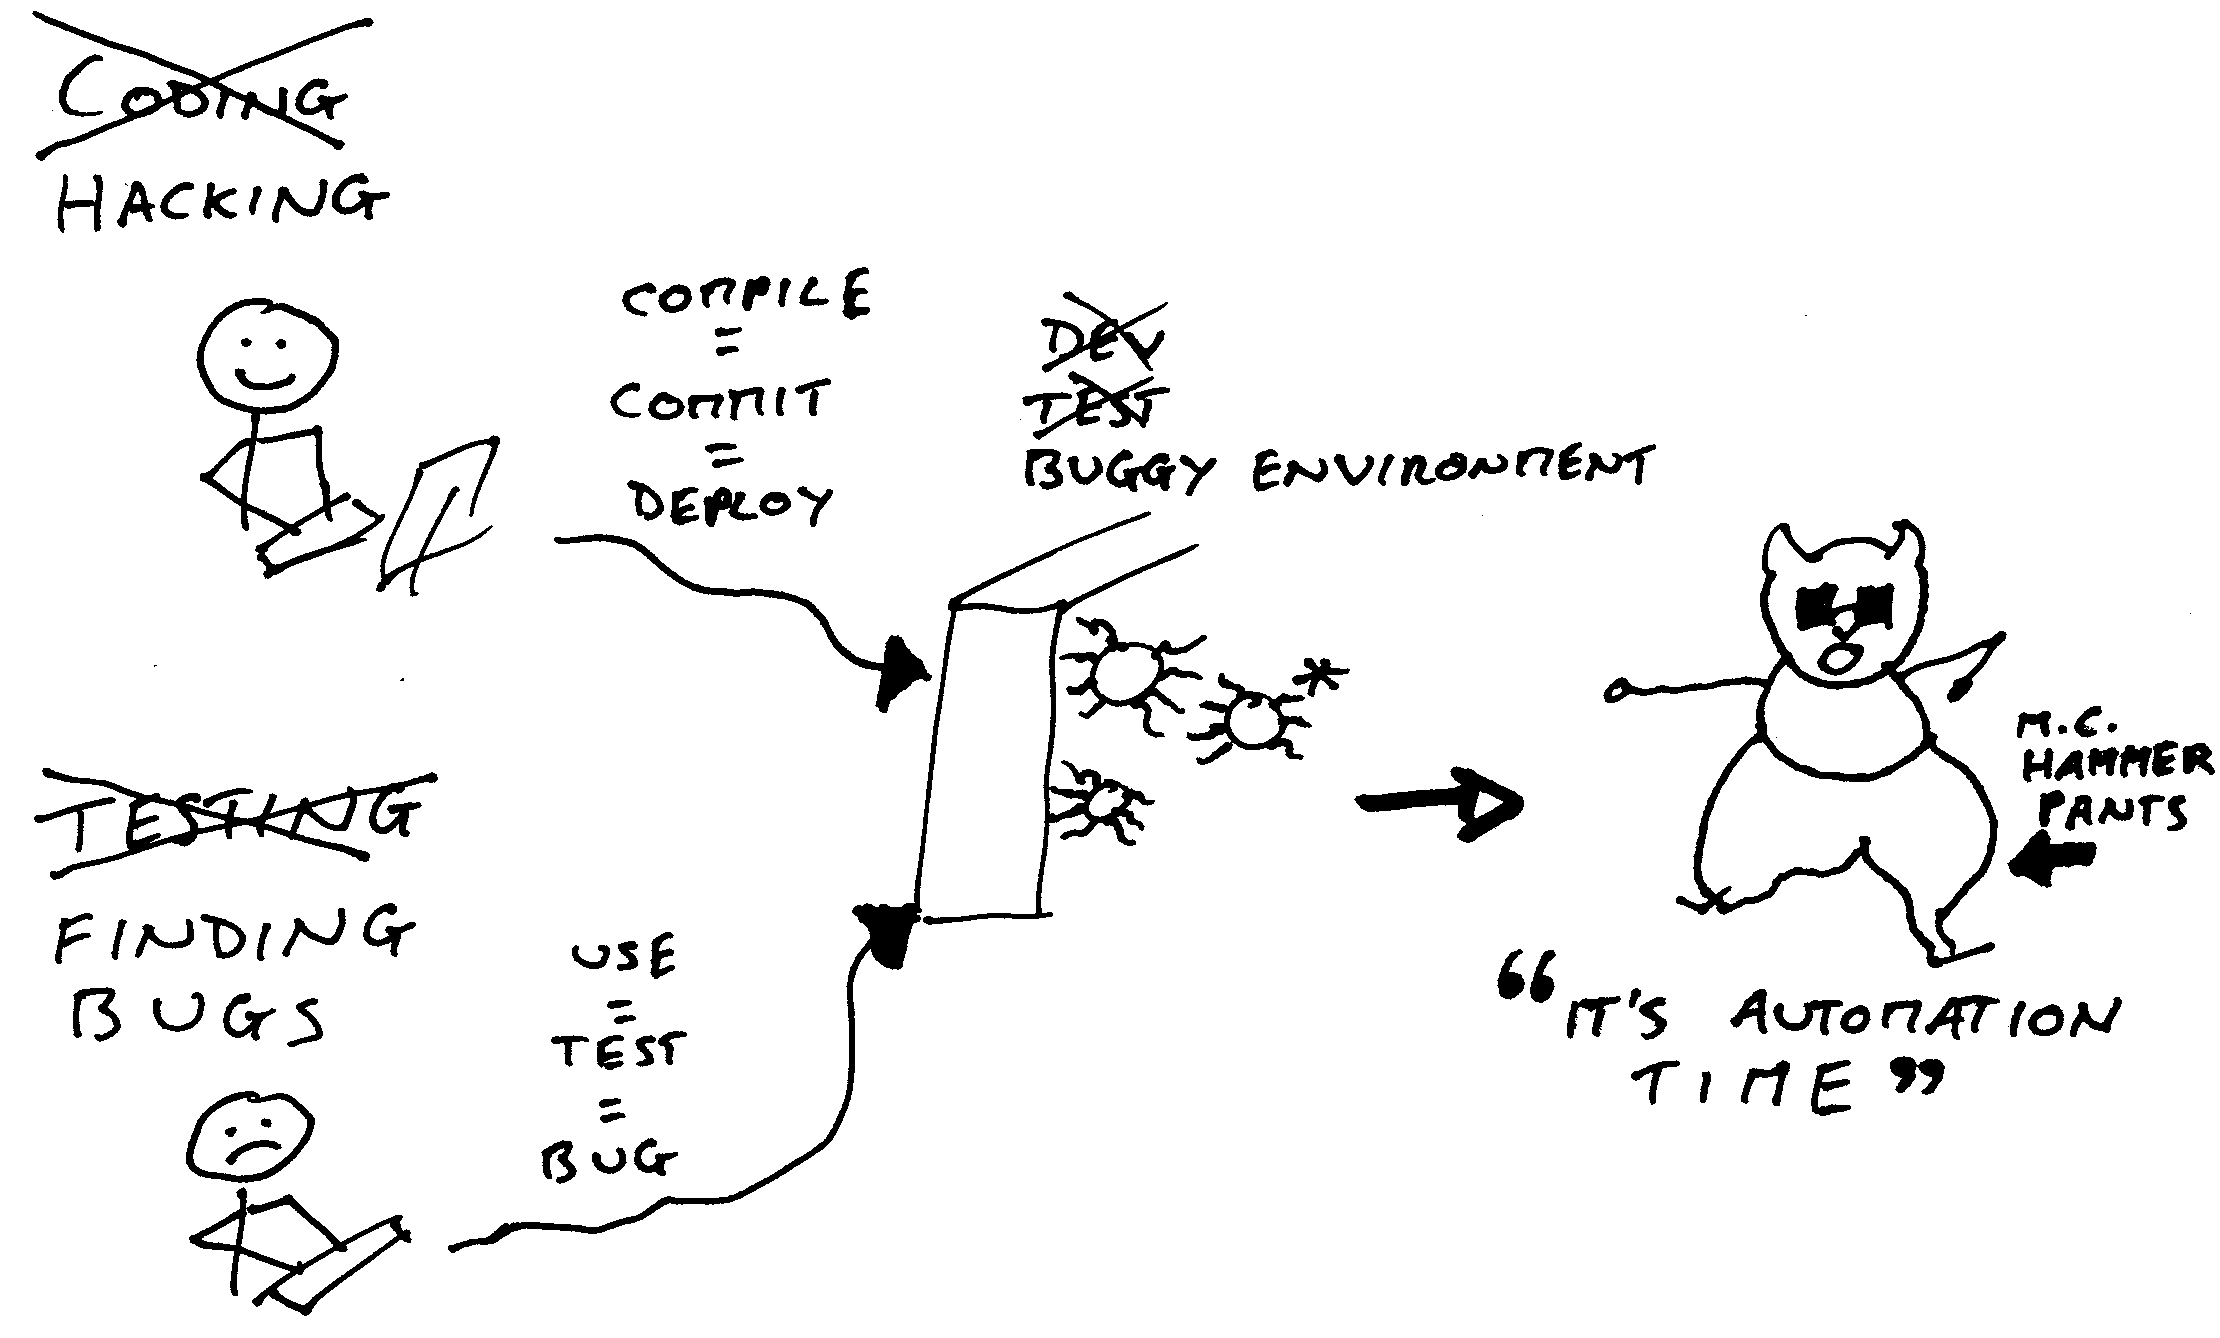 CODING
HACKING
COMPILE
=
COMMIT
=
DEPLOY
DEV
TEST
BUGGY ENVIRONMENT
M.C.
HAMMER
PANTS
"IT'S AUTOMATION
TIME"
TESTING
FINDING
BUGS
USE
=
TEST
=
BUG